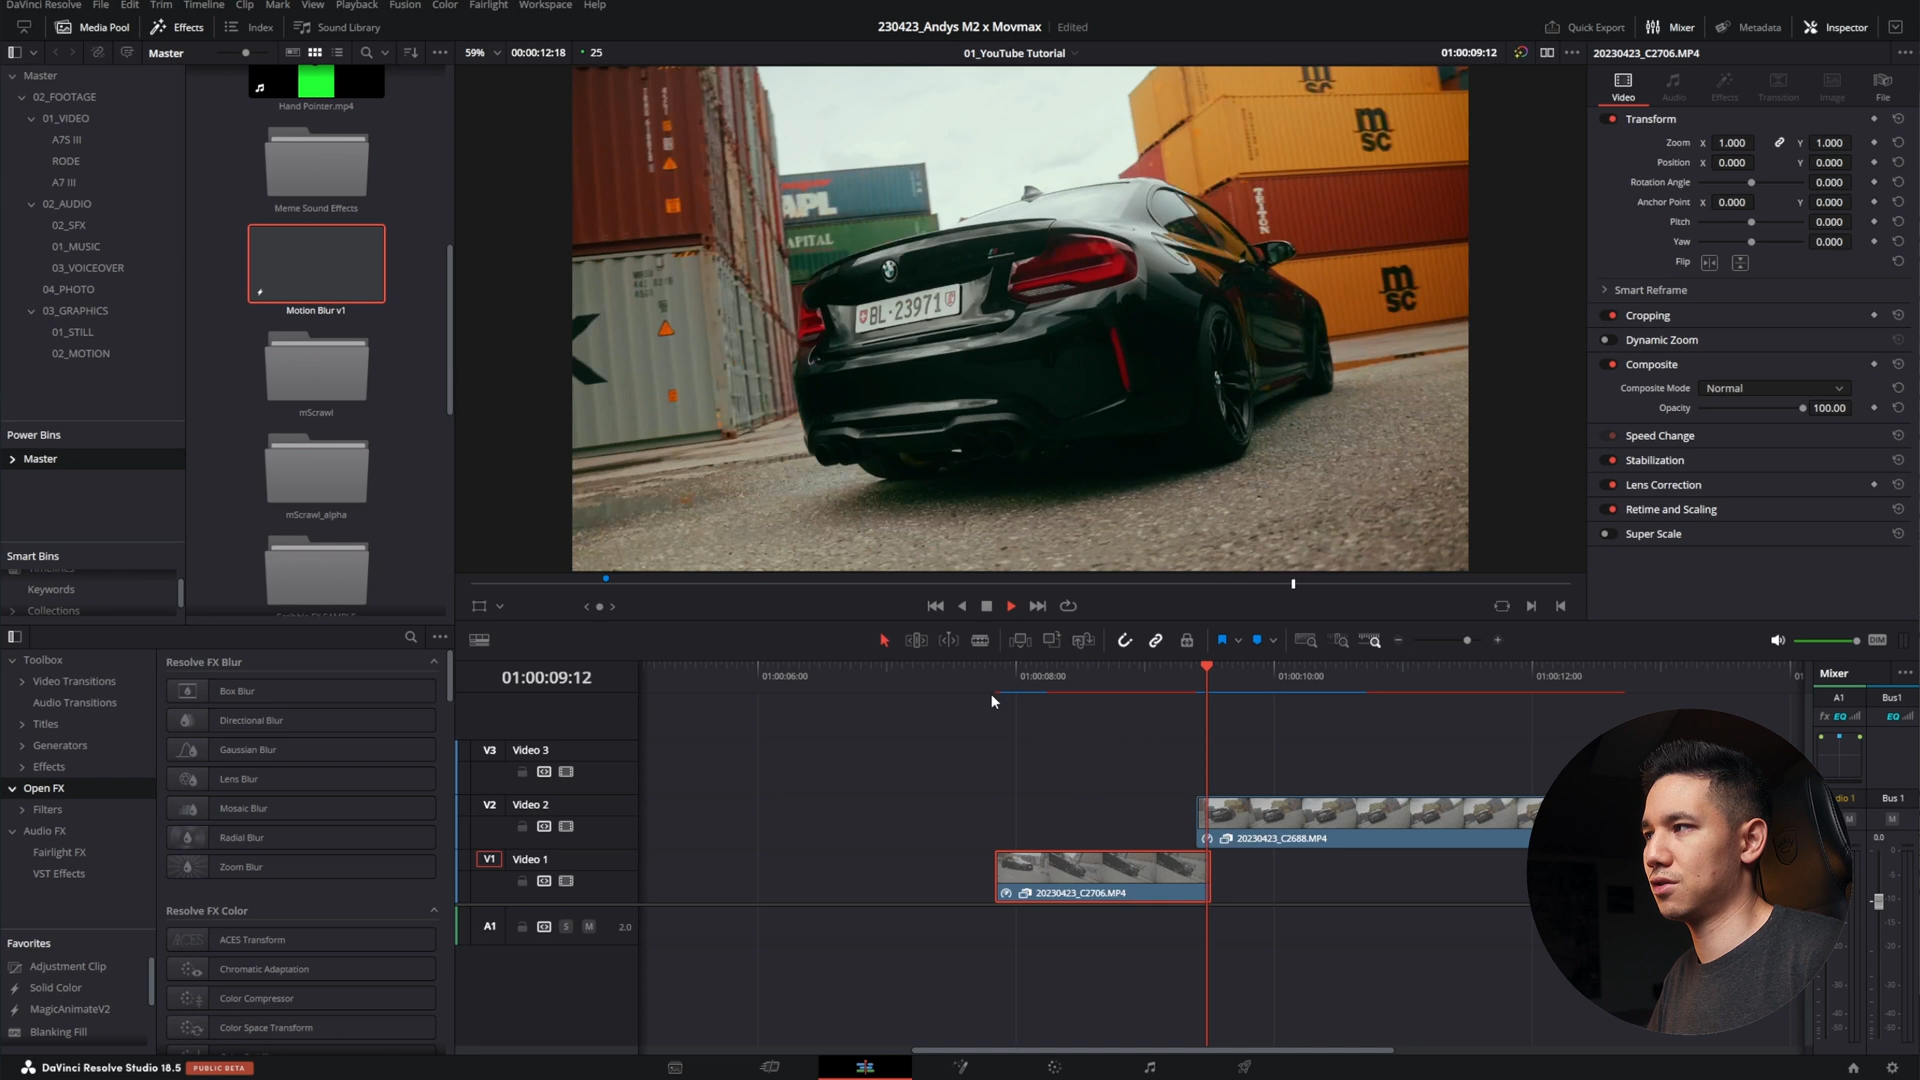 DaVinci Resolve File Edit Trim Timeline Clip Mark View Playback Fusion Color Fairlight Workspace Help
Media Pool Effects Index Sound Library
230423_Andys M2 x Movmax Edited
Quick Export Mixer Metadata Inspector
Master
59% 00:00:12:18 25
01_YouTube Tutorial
01:00:09:12
20230423_C2706.MP4
Master
02_FOOTAGE
01_VIDEO
A7S III
RODE
A7 III
02_AUDIO
02_SFX
01_MUSIC
03_VOICEOVER
04_PHOTO
03_GRAPHICS
01_STILL
02_MOTION
Power Bins
Master
Smart Bins
Timelines
Keywords
Collections
Hand Pointer.mp4
Meme Sound Effects
Motion Blur v1
mScrawl
mScrawl_alpha
APL
CAPITAL
TRITON
msc
msc
BL·23971
Video Audio Effects Transition Image File
Transform
Zoom X 1.000 Y 1.000
Position X 0.000 Y 0.000
Rotation Angle 0.000
Anchor Point X 0.000 Y 0.000
Pitch 0.000
Yaw 0.000
Flip
Smart Reframe
Cropping
Dynamic Zoom
Composite
Composite Mode Normal
Opacity 100.00
Speed Change
Stabilization
Lens Correction
Retime and Scaling
Super Scale
Toolbox
Video Transitions
Audio Transitions
Titles
Generators
Effects
Open FX
Filters
Audio FX
Fairlight FX
VST Effects
Favorites
Adjustment Clip
Solid Color
MagicAnimateV2
Blanking Fill
Resolve FX Blur
Box Blur
Directional Blur
Gaussian Blur
Lens Blur
Mosaic Blur
Radial Blur
Zoom Blur
Resolve FX Color
ACES Transform
Chromatic Adaptation
Color Compressor
Color Space Transform
DIM
01:00:09:12
01:00:06:00 01:00:08:00 01:00:10:00 01:00:12:00
V3 Video 3
V2 Video 2
20230423_C2688.MP4
V1 Video 1
20230423_C2706.MP4
A1 S M 2.0
Mixer
A1 Bus1
fx EQ EQ
Bus 1
M M
0.0
DaVinci Resolve Studio 18.5 PUBLIC BETA